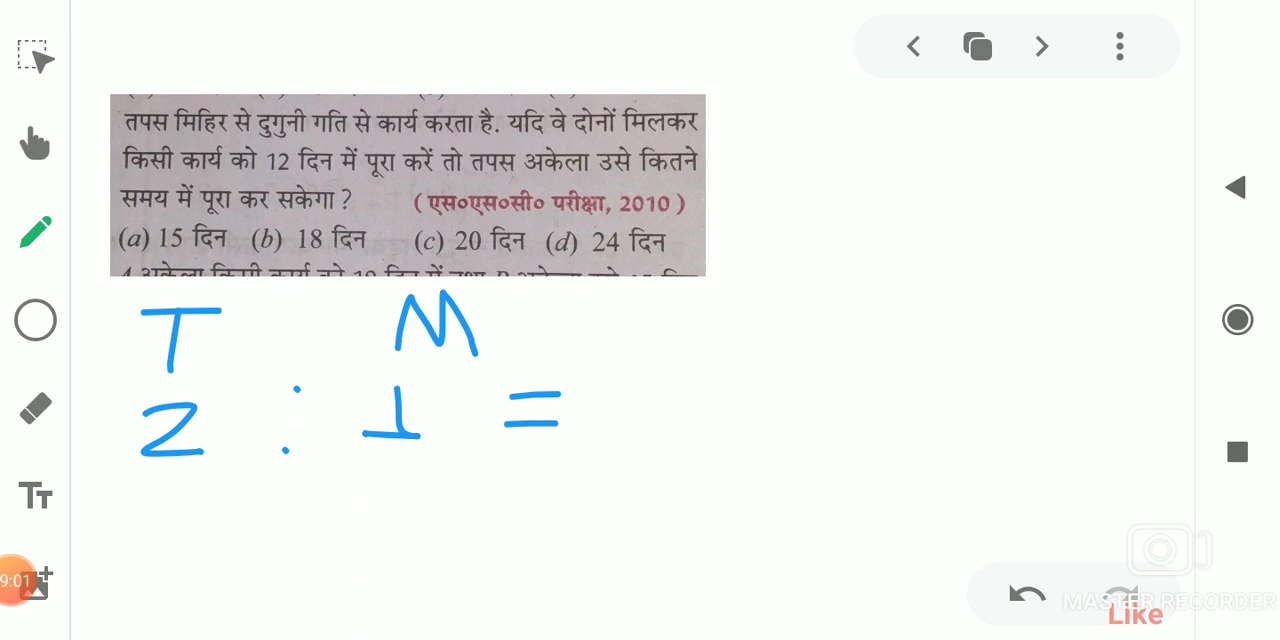 तपस मिहिर से दुगुनी गति से कार्य करता है. यदि वे दोनों मिलकर
किसी कार्य को 12 दिन में पूरा करें तो तपस अकेला उसे कितने
समय में पूरा कर सकेगा? (एस०एस०सी० परीक्षा, 2010)
(a) 15 दिन (b) 18 दिन (c) 20 दिन (d) 24 दिन
T M
2 : 1 =
TT
9:01
MASTER RECORDER
Like